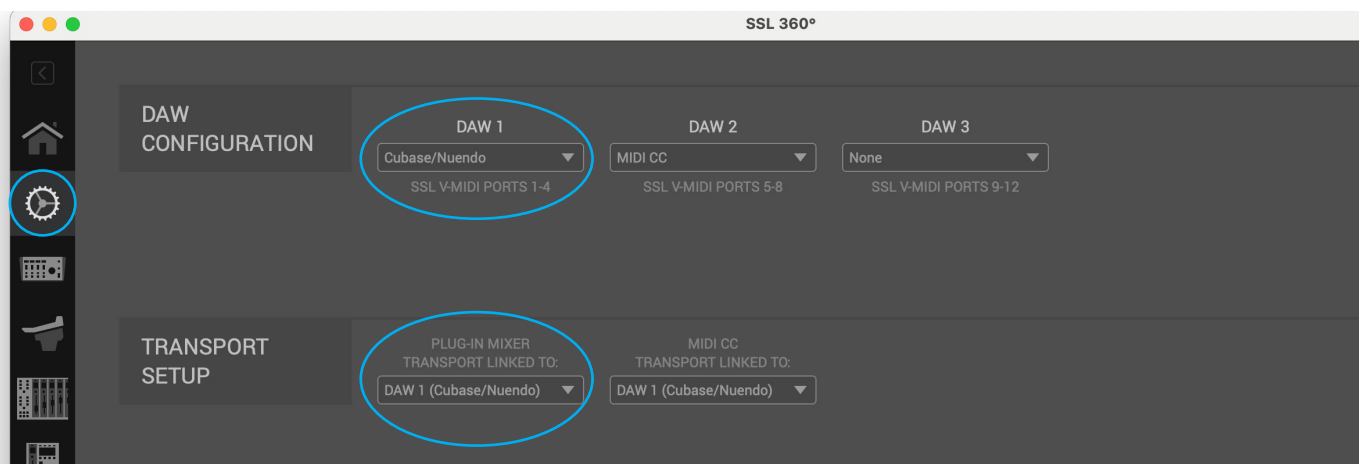 SSL 360°
DAW
CONFIGURATION
DAW 1
DAW 2
DAW 3
Cubase/Nuendo
MIDI CC
None
SSL V-MIDI PORTS 1-4
SSL V-MIDI PORTS 5-8
SSL V-MIDI PORTS 9-12
TRANSPORT
SETUP
PLUG-IN MIXER
TRANSPORT LINKED TO:
DAW 1 (Cubase/Nuendo)
MIDI CC
TRANSPORT LINKED TO:
DAW 1 (Cubase/Nuendo)